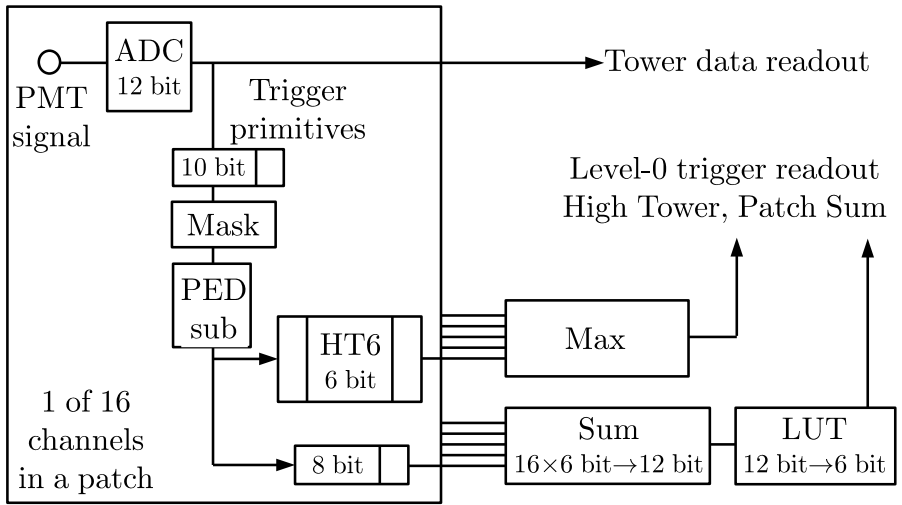 ADC
12 bit
PMT
signal
Tower data readout
Trigger
primitives
10 bit
Mask
PED
sub
Level-0 trigger readout
High Tower, Patch Sum
HT6
6 bit
Max
1 of 16
channels
in a patch
8 bit
Sum
16×6 bit→12 bit
LUT
12 bit→6 bit